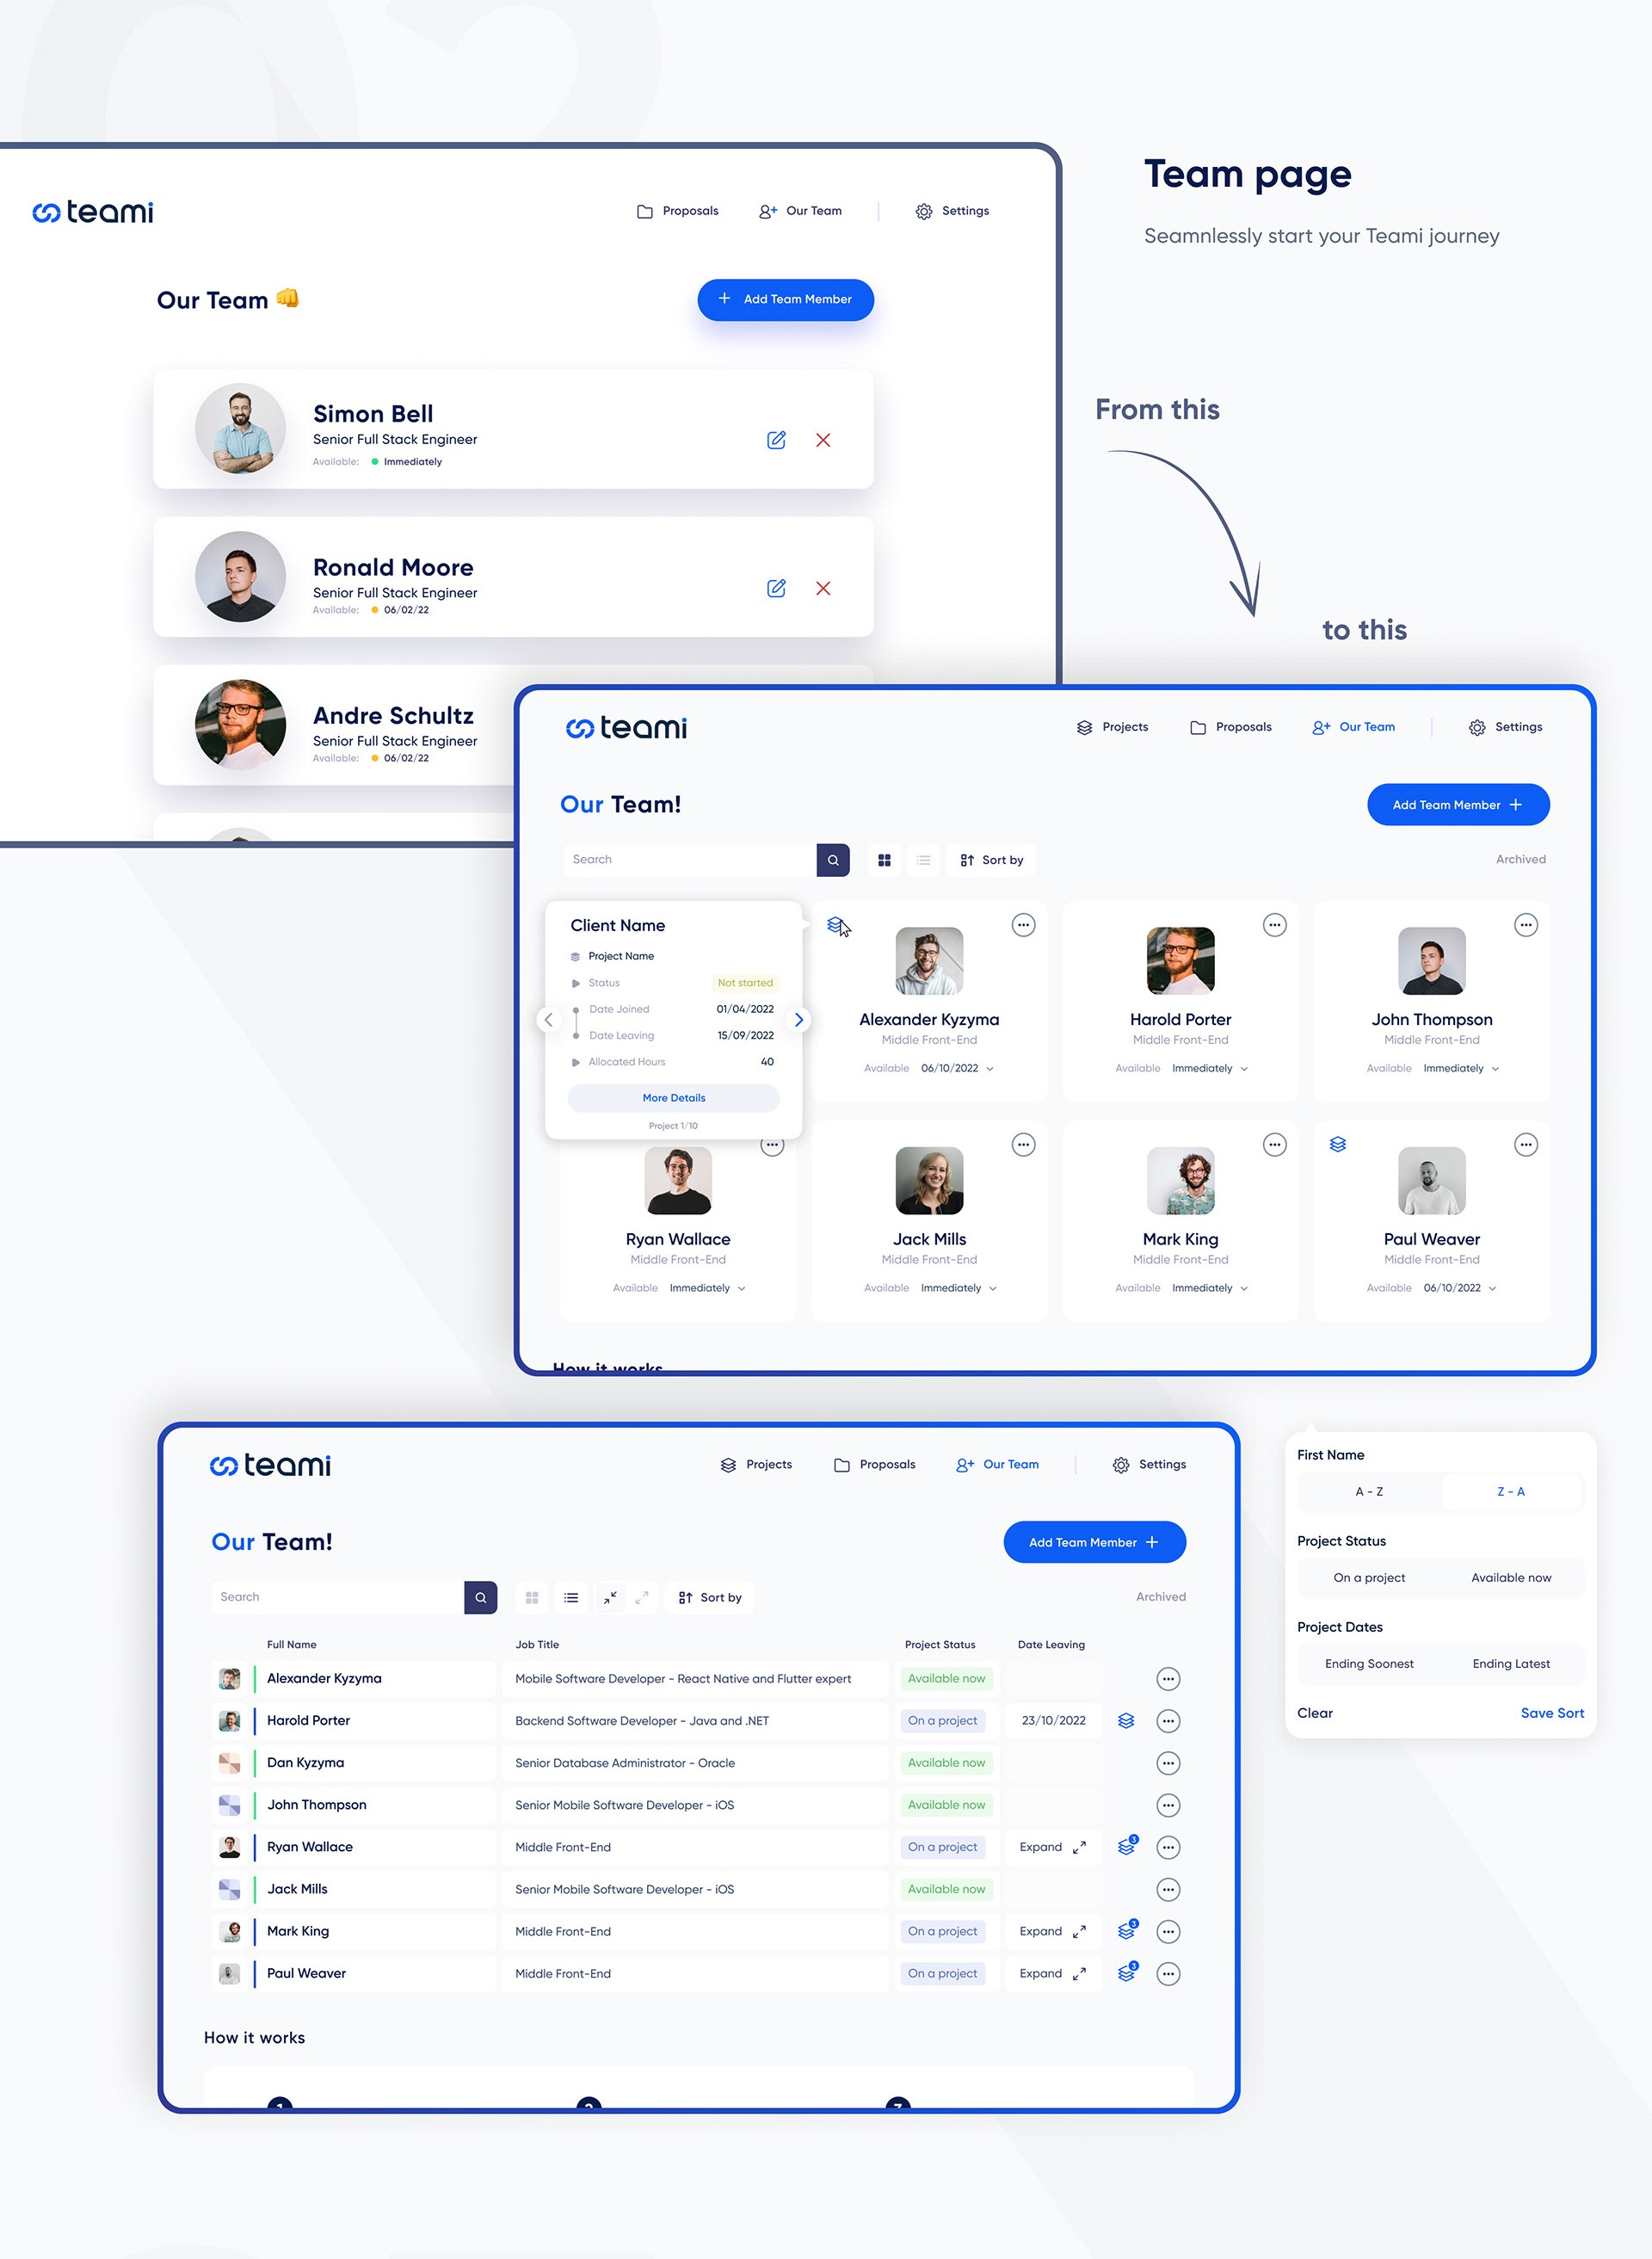 Team page
Seamnlessly start your Teami journey
From this
to this
teami
Proposals
Our Team
Settings
Our Team 👊
+ Add Team Member
Simon Bell
Senior Full Stack Engineer
Available: Immediately
Ronald Moore
Senior Full Stack Engineer
Available: 06/02/22
Andre Schultz
Senior Full Stack Engineer
Available: 06/02/22
teami
Projects
Proposals
Our Team
Settings
Our Team!
Add Team Member +
Search
Sort by
Archived
Client Name
Project Name
Status Not started
Date Joined 01/04/2022
Date Leaving 15/09/2022
Allocated Hours 40
More Details
Project 1/10
Alexander Kyzyma
Middle Front-End
Available 06/10/2022
Harold Porter
Middle Front-End
Available Immediately
John Thompson
Middle Front-End
Available Immediately
Ryan Wallace
Middle Front-End
Available Immediately
Jack Mills
Middle Front-End
Available Immediately
Mark King
Middle Front-End
Available Immediately
Paul Weaver
Middle Front-End
Available 06/10/2022
How it works
teami
Projects
Proposals
Our Team
Settings
Our Team!
Add Team Member +
Search
Sort by
Archived
Full Name Job Title Project Status Date Leaving
Alexander Kyzyma Mobile Software Developer - React Native and Flutter expert Available now
Harold Porter Backend Software Developer - Java and .NET On a project 23/10/2022
Dan Kyzyma Senior Database Administrator - Oracle Available now
John Thompson Senior Mobile Software Developer - iOS Available now
Ryan Wallace Middle Front-End On a project Expand 3
Jack Mills Senior Mobile Software Developer - iOS Available now
Mark King Middle Front-End On a project Expand 3
Paul Weaver Middle Front-End On a project Expand 3
How it works
1 2 3
First Name
A - Z Z - A
Project Status
On a project Available now
Project Dates
Ending Soonest Ending Latest
Clear Save Sort